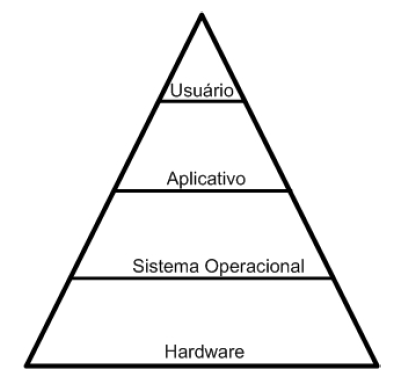 Usuário
Aplicativo
Sistema Operacional
Hardware